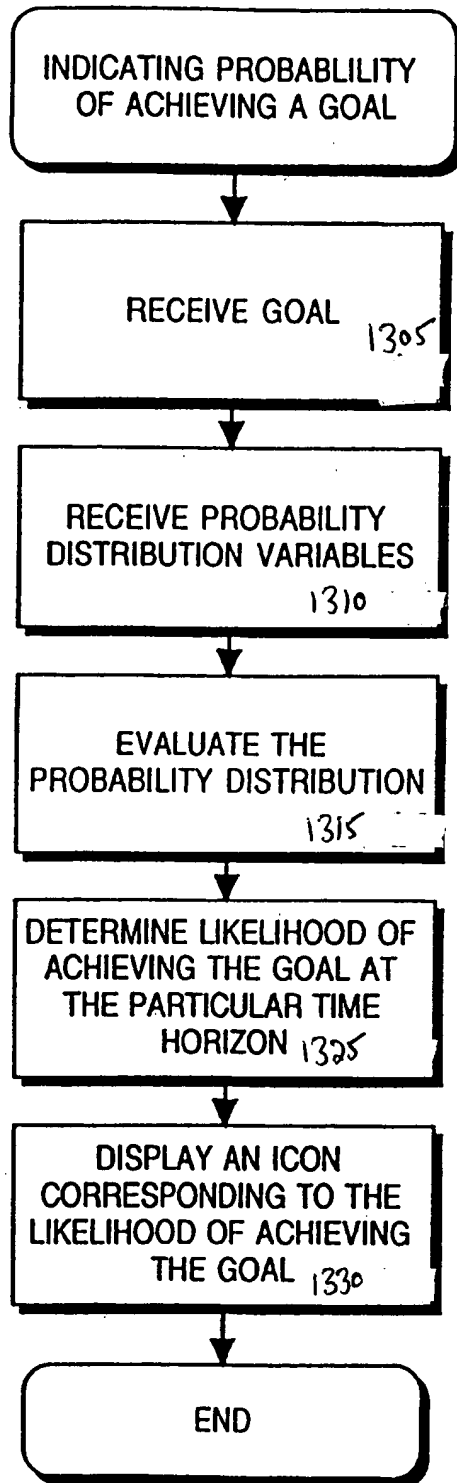 INDICATING PROBABLILITY
OF ACHIEVING A GOAL
RECEIVE GOAL
1305
RECEIVE PROBABILITY
DISTRIBUTION VARIABLES
1310
EVALUATE THE
PROBABILITY DISTRIBUTION
1315
DETERMINE LIKELIHOOD OF
ACHIEVING THE GOAL AT
THE PARTICULAR TIME
HORIZON 1325
DISPLAY AN ICON
CORRESPONDING TO THE
LIKELIHOOD OF ACHIEVING
THE GOAL 1330
END